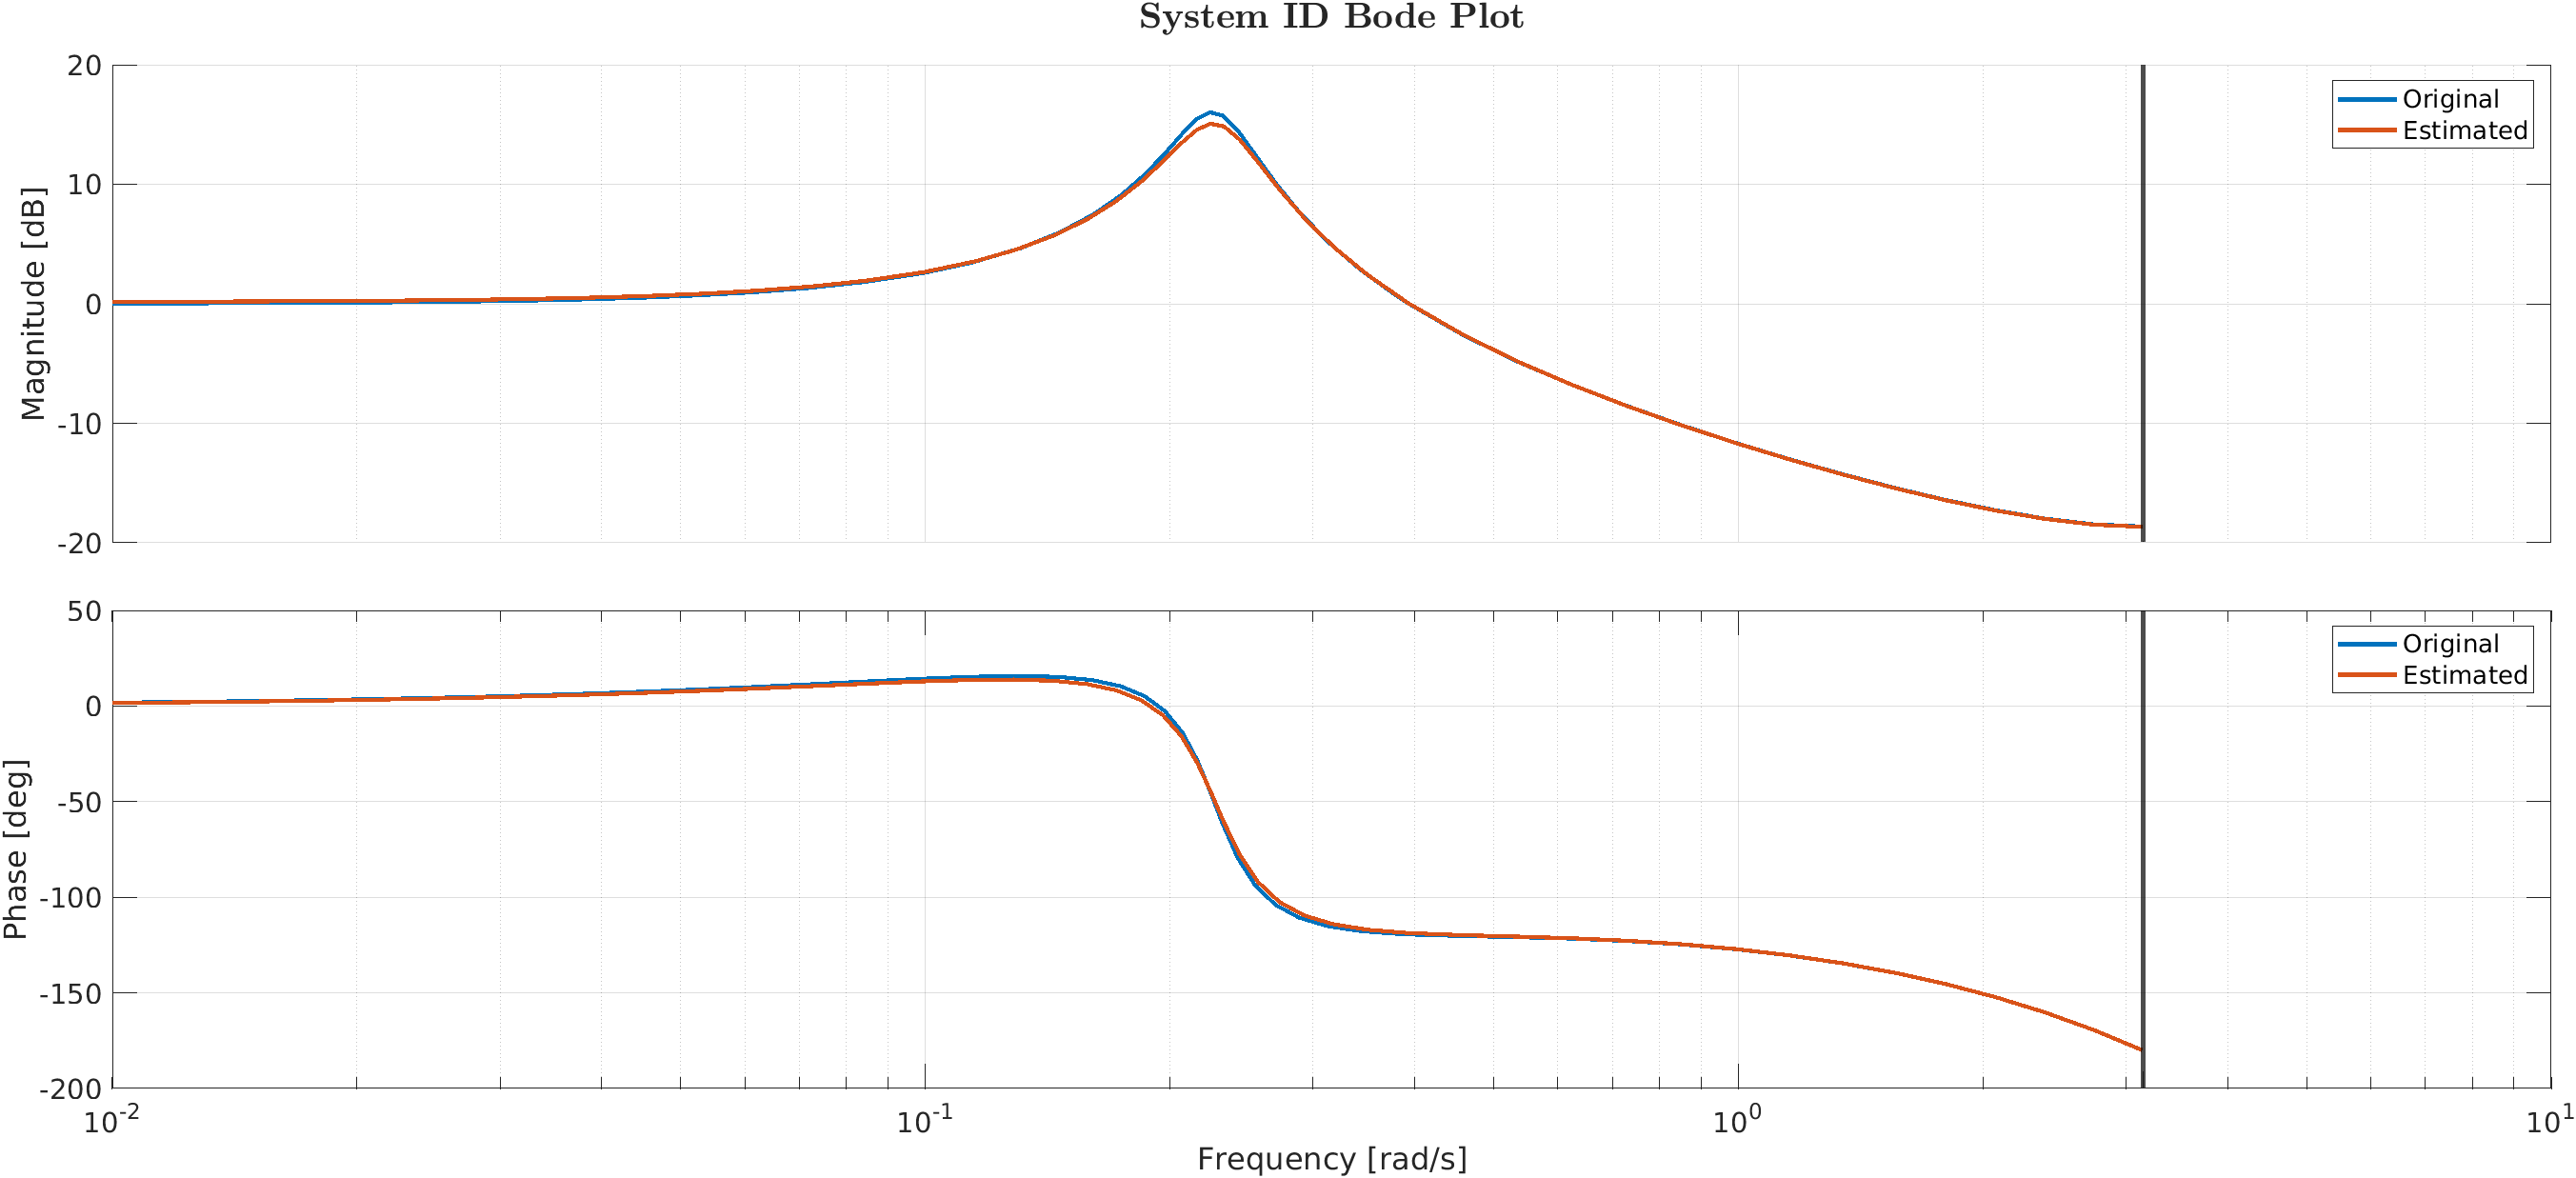 System ID Bode Plot
20
10
0
-10
-20
Magnitude [dB]
Original
Estimated
50
0
-50
-100
-150
-200
Phase [deg]
Original
Estimated
10^-2 10^-1 10^0 10^1
Frequency [rad/s]